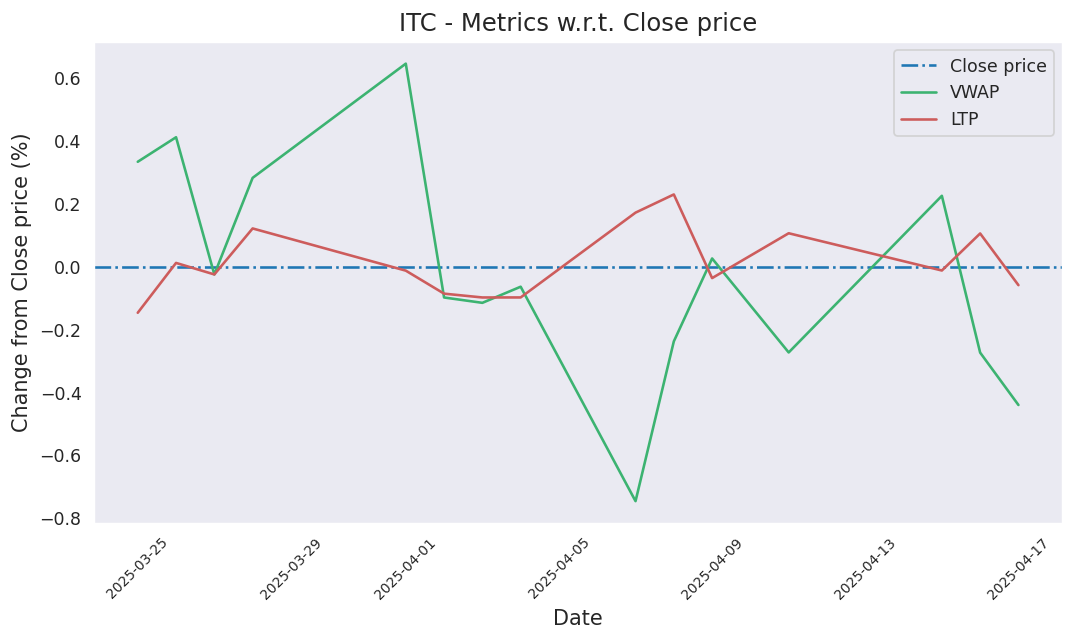 ITC - Metrics w.r.t. Close price
Close price
VWAP
LTP
Change from Close price (%)
0.6
0.4
0.2
0.0
−0.2
−0.4
−0.6
−0.8
2025-03-25
2025-03-29
2025-04-01
2025-04-05
2025-04-09
2025-04-13
2025-04-17
Date